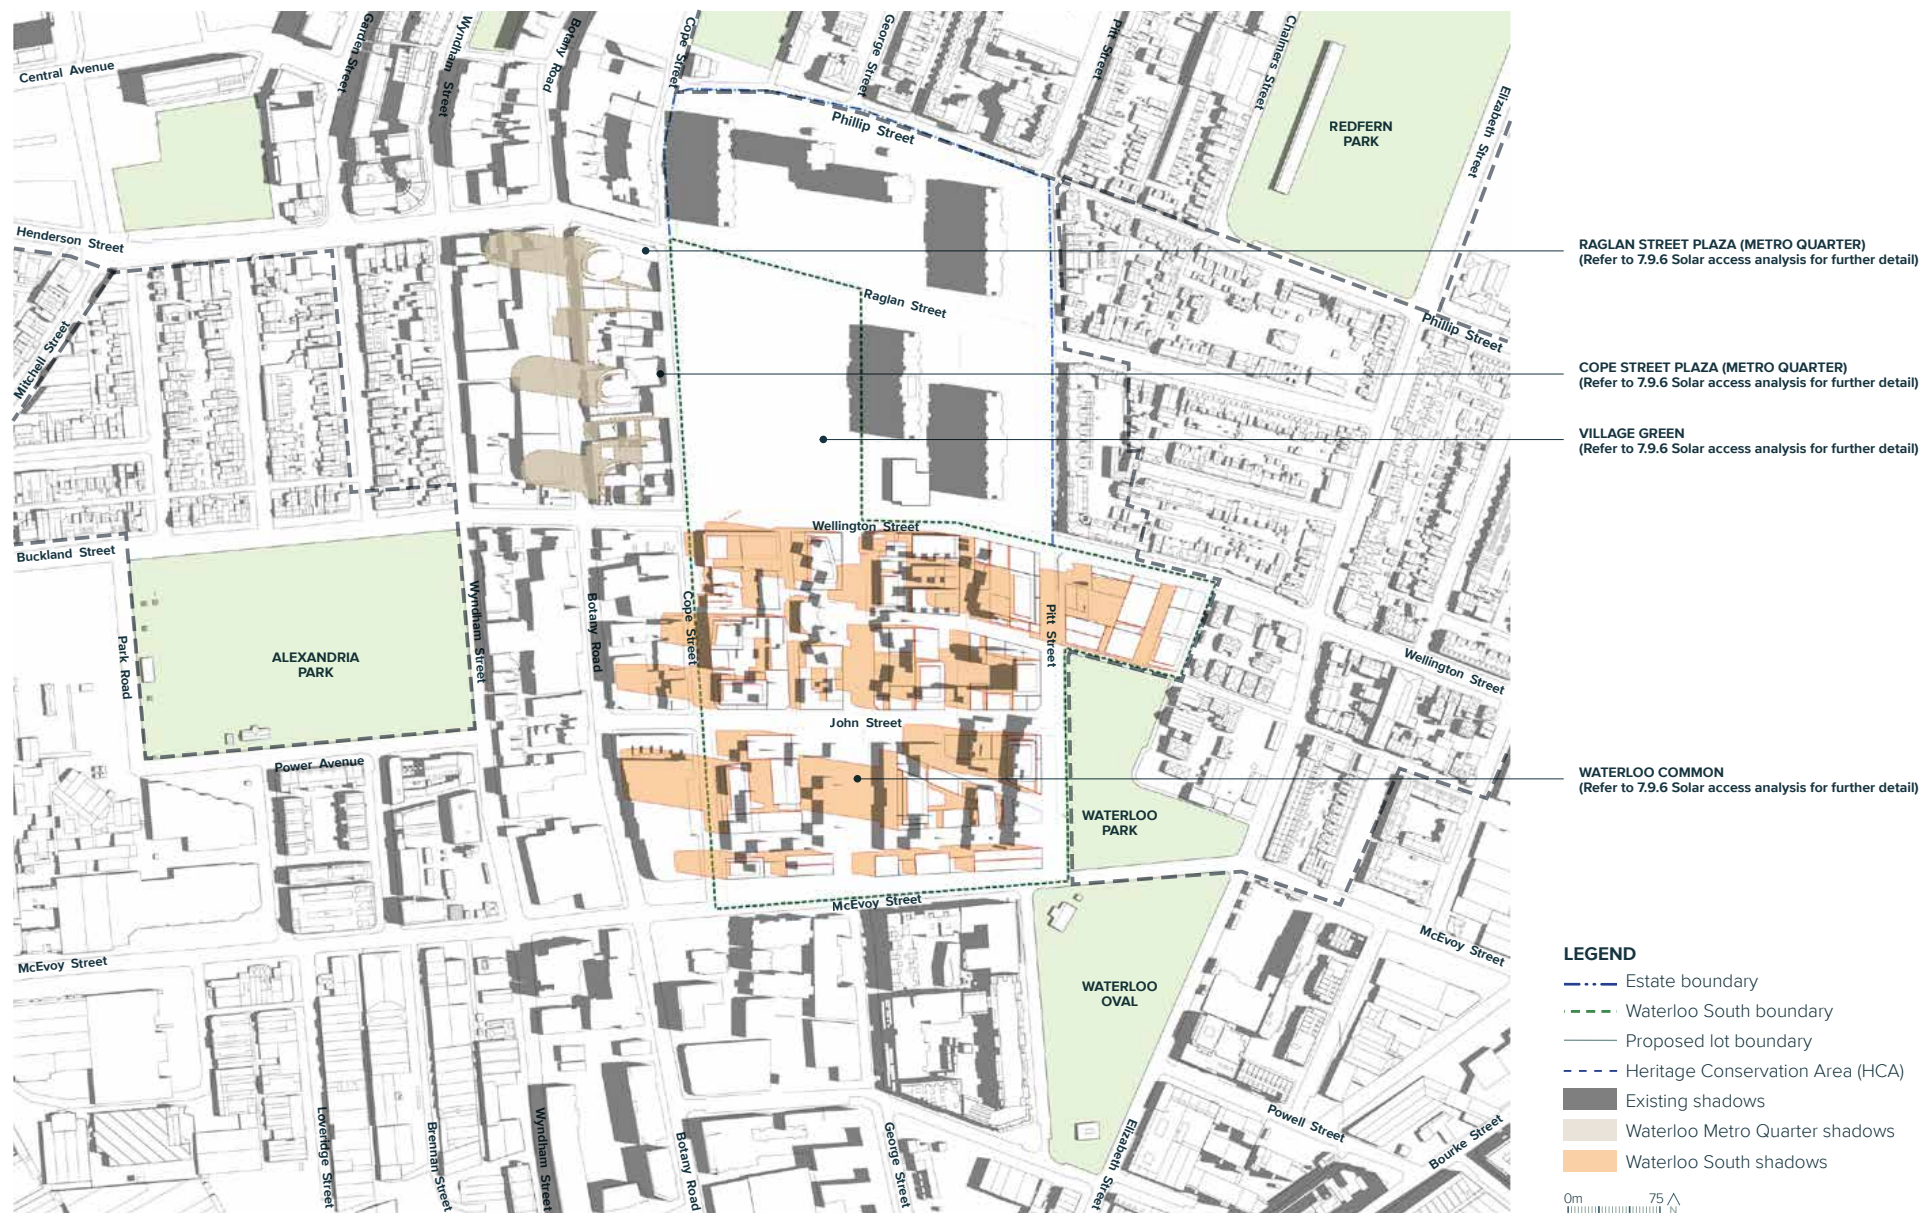 Central Avenue
Garden Street
Wyndham Street
Botany Road
Cope Street
George Street
Pitt Street
Chalmers Street
Elizabeth Street
Phillip Street
REDFERN
PARK
Henderson Street
Mitchell Street
Raglan Street
Phillip Street
RAGLAN STREET PLAZA (METRO QUARTER)
(Refer to 7.9.6 Solar access analysis for further detail)
COPE STREET PLAZA (METRO QUARTER)
(Refer to 7.9.6 Solar access analysis for further detail)
VILLAGE GREEN
(Refer to 7.9.6 Solar access analysis for further detail)
Wellington Street
Buckland Street
Park Road
ALEXANDRIA
PARK
Wyndham Street
Botany Road
Cope Street
Pitt Street
Wellington Street
John Street
Power Avenue
WATERLOO COMMON
(Refer to 7.9.6 Solar access analysis for further detail)
WATERLOO
PARK
McEvoy Street
McEvoy Street
McEvoy Street
WATERLOO
OVAL
Loveridge Street
Brennan Street
Wyndham Street
Botany Road
George Street
Elizabeth Street
Powell Street
Bourke Street
LEGEND
Estate boundary
Waterloo South boundary
Proposed lot boundary
Heritage Conservation Area (HCA)
Existing shadows
Waterloo Metro Quarter shadows
Waterloo South shadows
0m 75
N